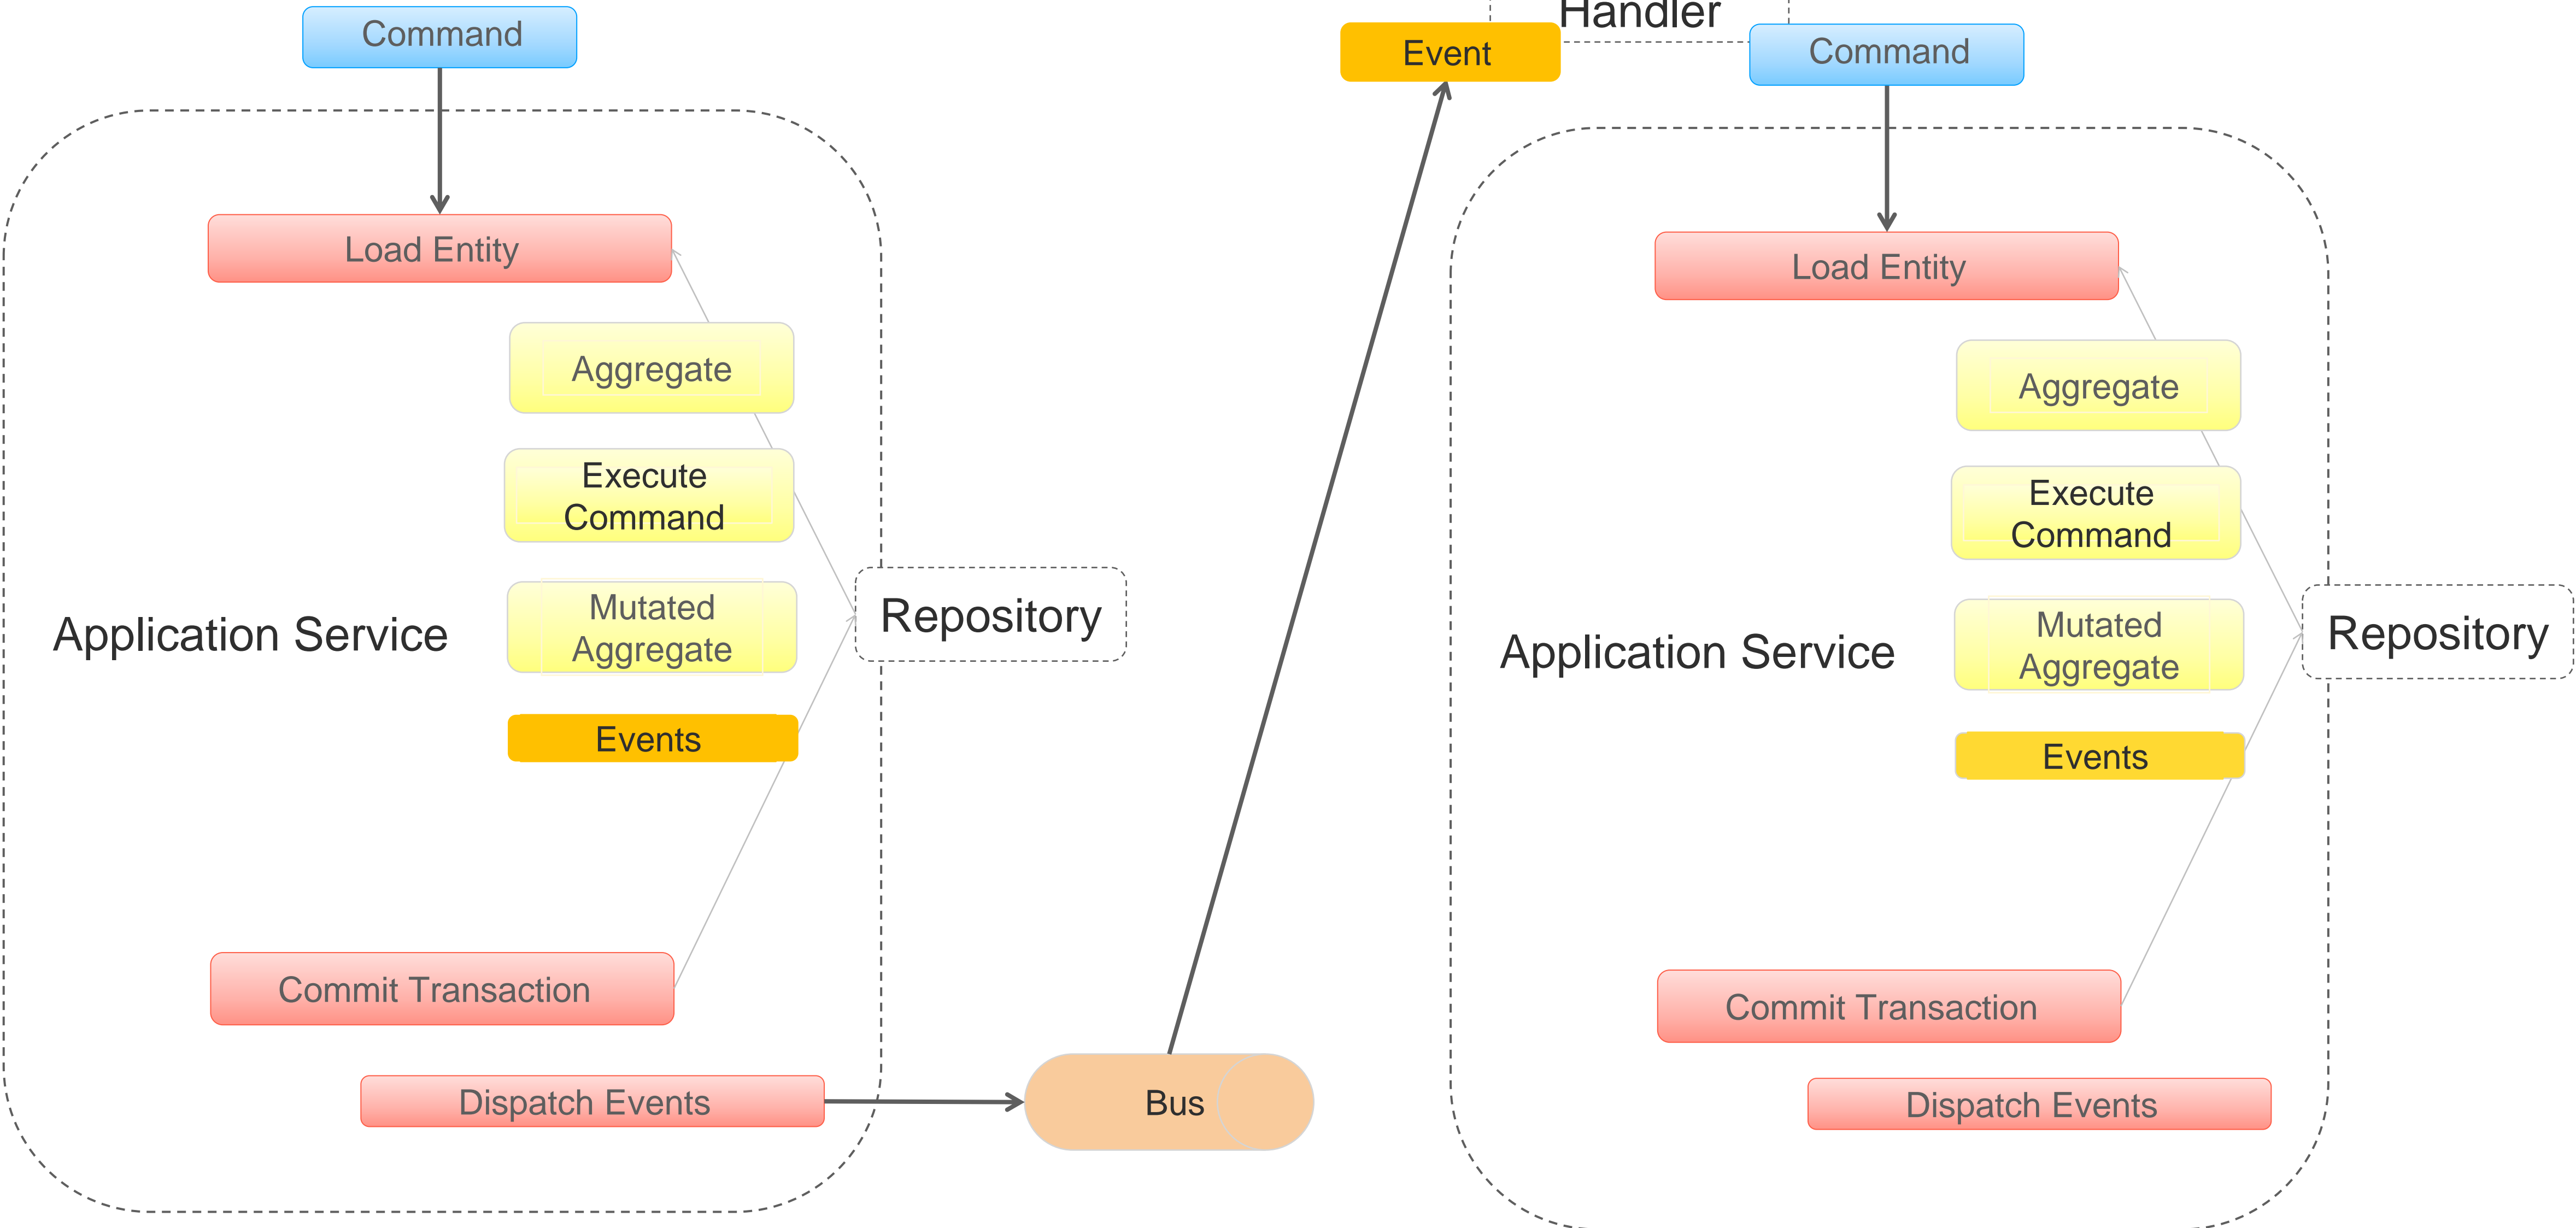 Command
Load Entity
Aggregate
Execute
Command
Mutated
Aggregate
Application Service
Repository
Events
Commit Transaction
Dispatch Events
Bus
Handler
Event
Command
Load Entity
Aggregate
Execute
Command
Mutated
Aggregate
Application Service
Repository
Events
Commit Transaction
Dispatch Events